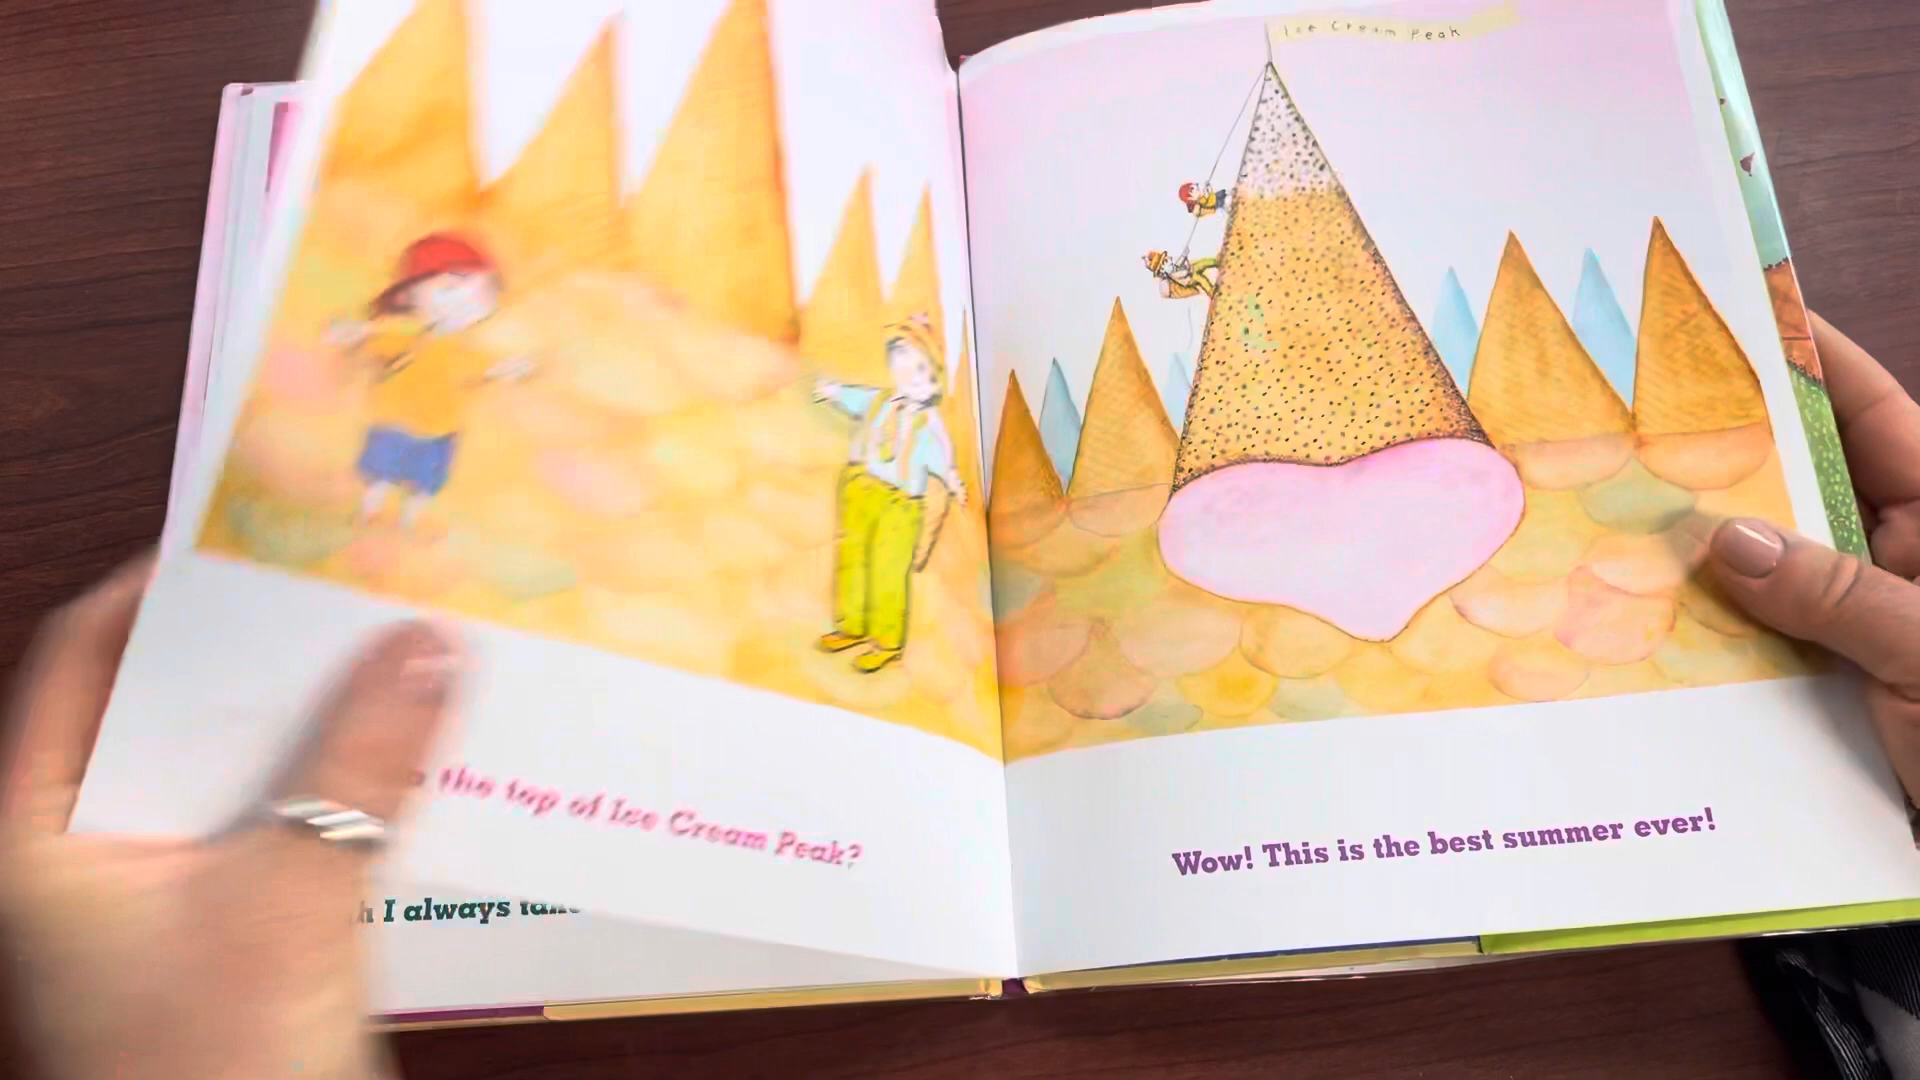 Ice Cream Peak
the top of Ice Cream Peak?
I always
Wow! This is the best summer ever!